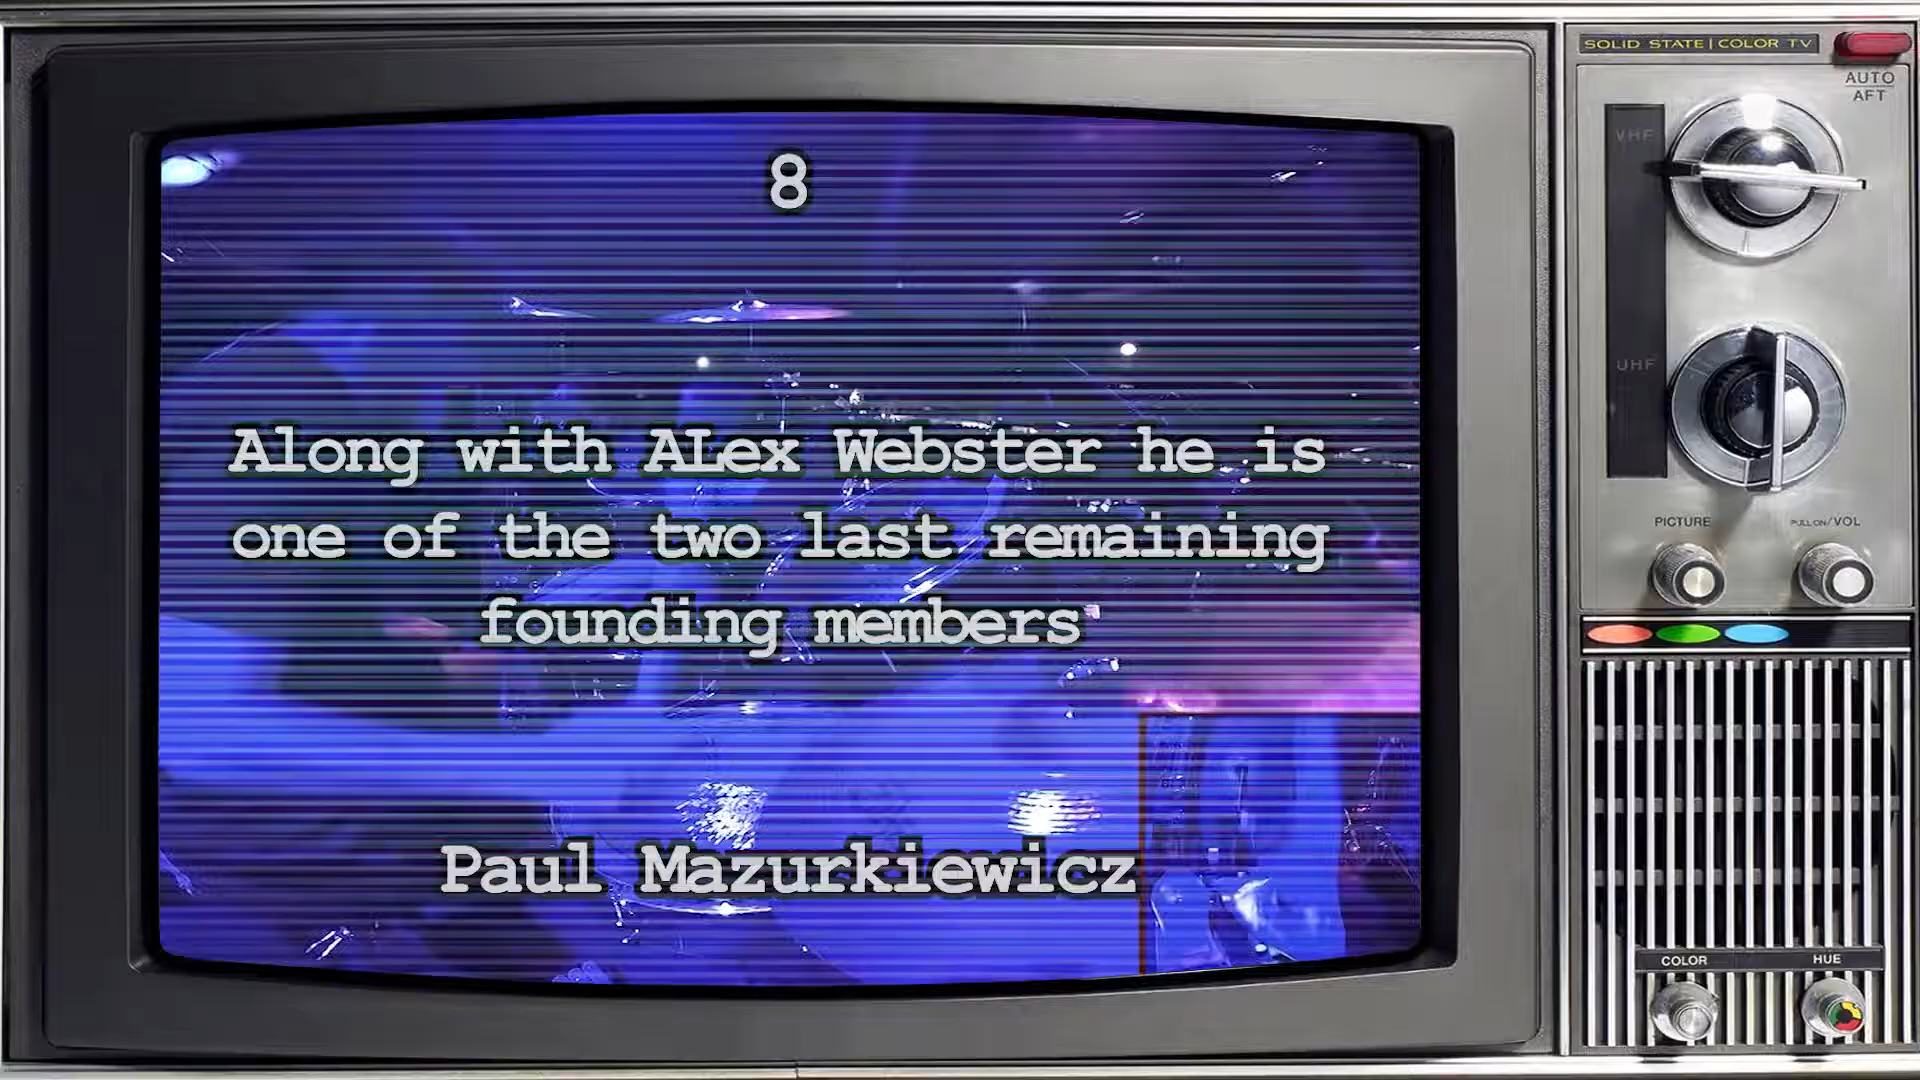 SOLID STATE | COLOR TV
AUTO
AFT
VHF
8
UHF
Along with ALex Webster he is
one of the two last remaining
founding members
PICTURE
PULL ON/VOL
Paul Mazurkiewicz
COLOR
HUE